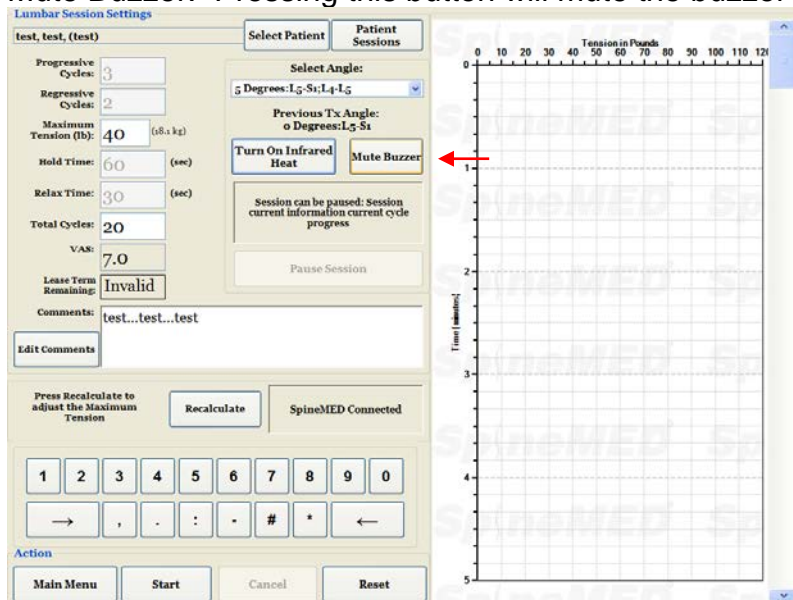 Mute Buzzer: Pressing this button will mute the buzzer
Lumbar Session Settings
test, test, (test)
Select Patient
Patient
Sessions
Progressive
Cycles:
3
Regressive
Cycles:
2
Maximum
Tension (lb):
40
(18.1 kg)
Hold Time:
60
(sec)
Relax Time:
30
(sec)
Total Cycles:
20
VAS:
7.0
Lease Term
Remaining:
Invalid
Comments:
test...test...test
Edit Comments
Select Angle:
5 Degrees:L5-S1;L4-L5
Previous Tx Angle:
0 Degrees:L5-S1
Turn On Infrared
Heat
Mute Buzzer
Session can be paused: Session
current information current cycle
progress
Pause Session
Press Recalculate to
adjust the Maximum
Tension
Recalculate
SpineMED Connected
1 2 3 4 5 6 7 8 9 0
→ , . : - # * ←
Action
Main Menu
Start
Cancel
Reset
Tension in Pounds
0 10 20 30 40 50 60 70 80 90 100 110 120
0
1
2
3
4
5
Time [minutes]
SpineMED